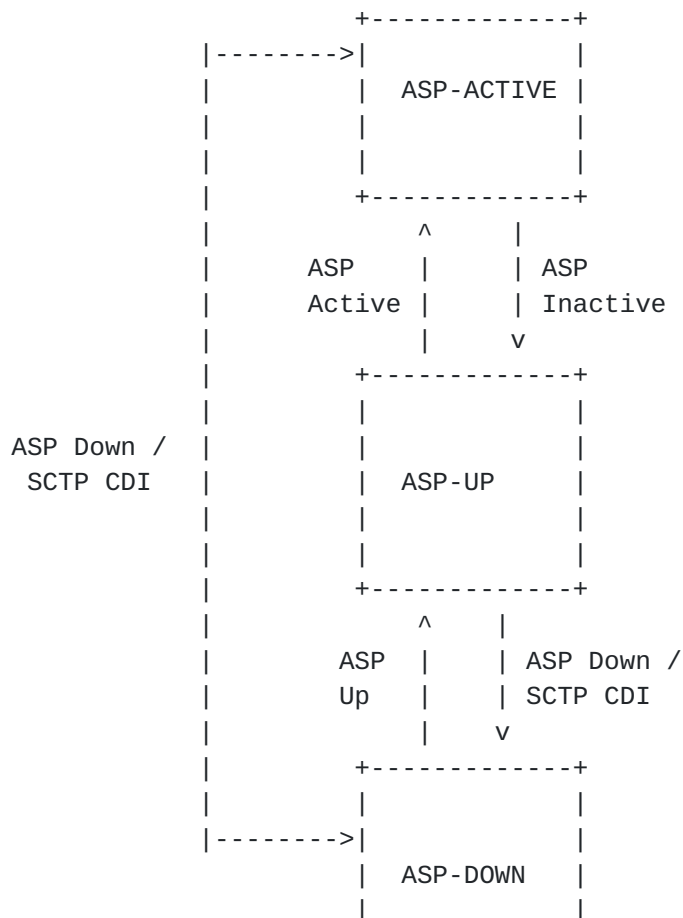 ASP-ACTIVE
ASP ASP
Active Inactive
ASP Down /
SCTP CDI ASP-UP
ASP ASP Down /
Up SCTP CDI
ASP-DOWN